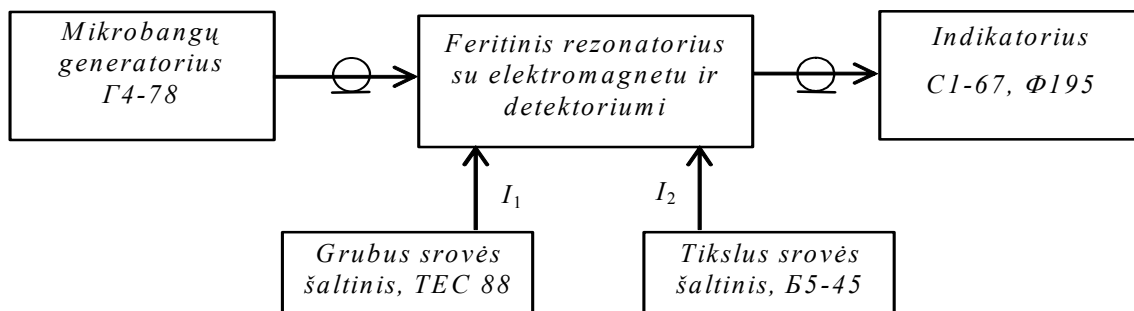 Mikrobangų
generatorius
Г4-78
Feritinis rezonatorius
su elektromagnetu ir
detektoriumi
Indikatorius
С1-67, Ф195
I1
I2
Grubus srovės
šaltinis, TEC 88
Tikslus srovės
šaltinis, Б5-45